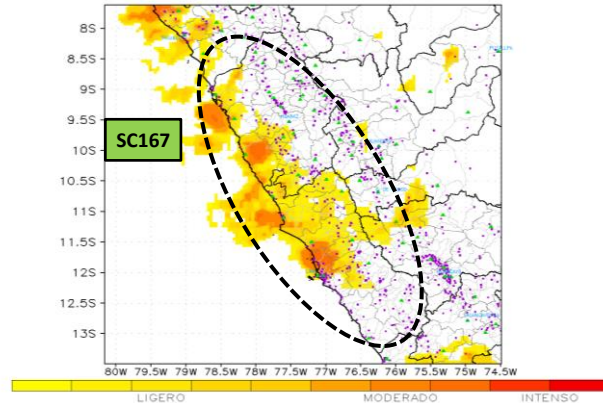 8S
8.5S
9S
9.5S
SC167
10S
10.5S
11S
11.5S
12S
12.5S
13S
80W 79.5W 79W 78.5W 78W 77.5W 77W 76.5W 76W 75.5W 75W 74.5W
LIGERO MODERADO INTENSO